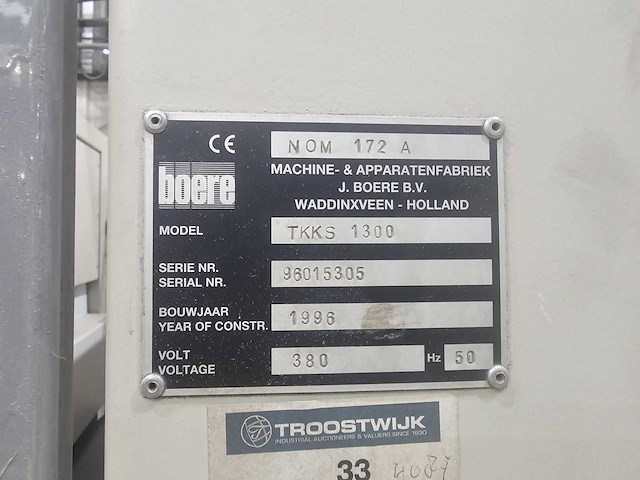 CE NOM 172 A
boere
MACHINE- & APPARATENFABRIEK
J. BOERE B.V.
WADDINXVEEN - HOLLAND
MODEL TKKS 1300
SERIE NR.
SERIAL NR. 96015305
BOUWJAAR
YEAR OF CONSTR. 1996
VOLT
VOLTAGE 380 Hz 50
TROOSTWIJK
INDUSTRIAL AUCTIONEERS & VALUERS SINCE 1930
33